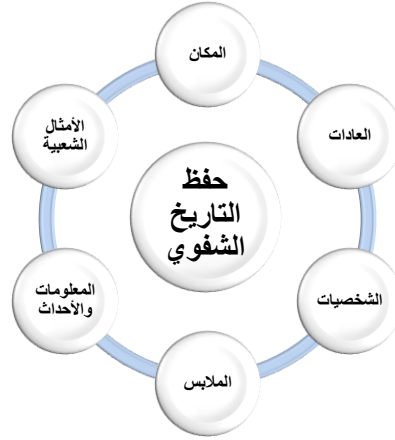 المكان
العادات
الشخصيات
الملابس
المعلومات
والأحداث
الأمثال
الشعبية
حفظ
التاريخ
الشفوي